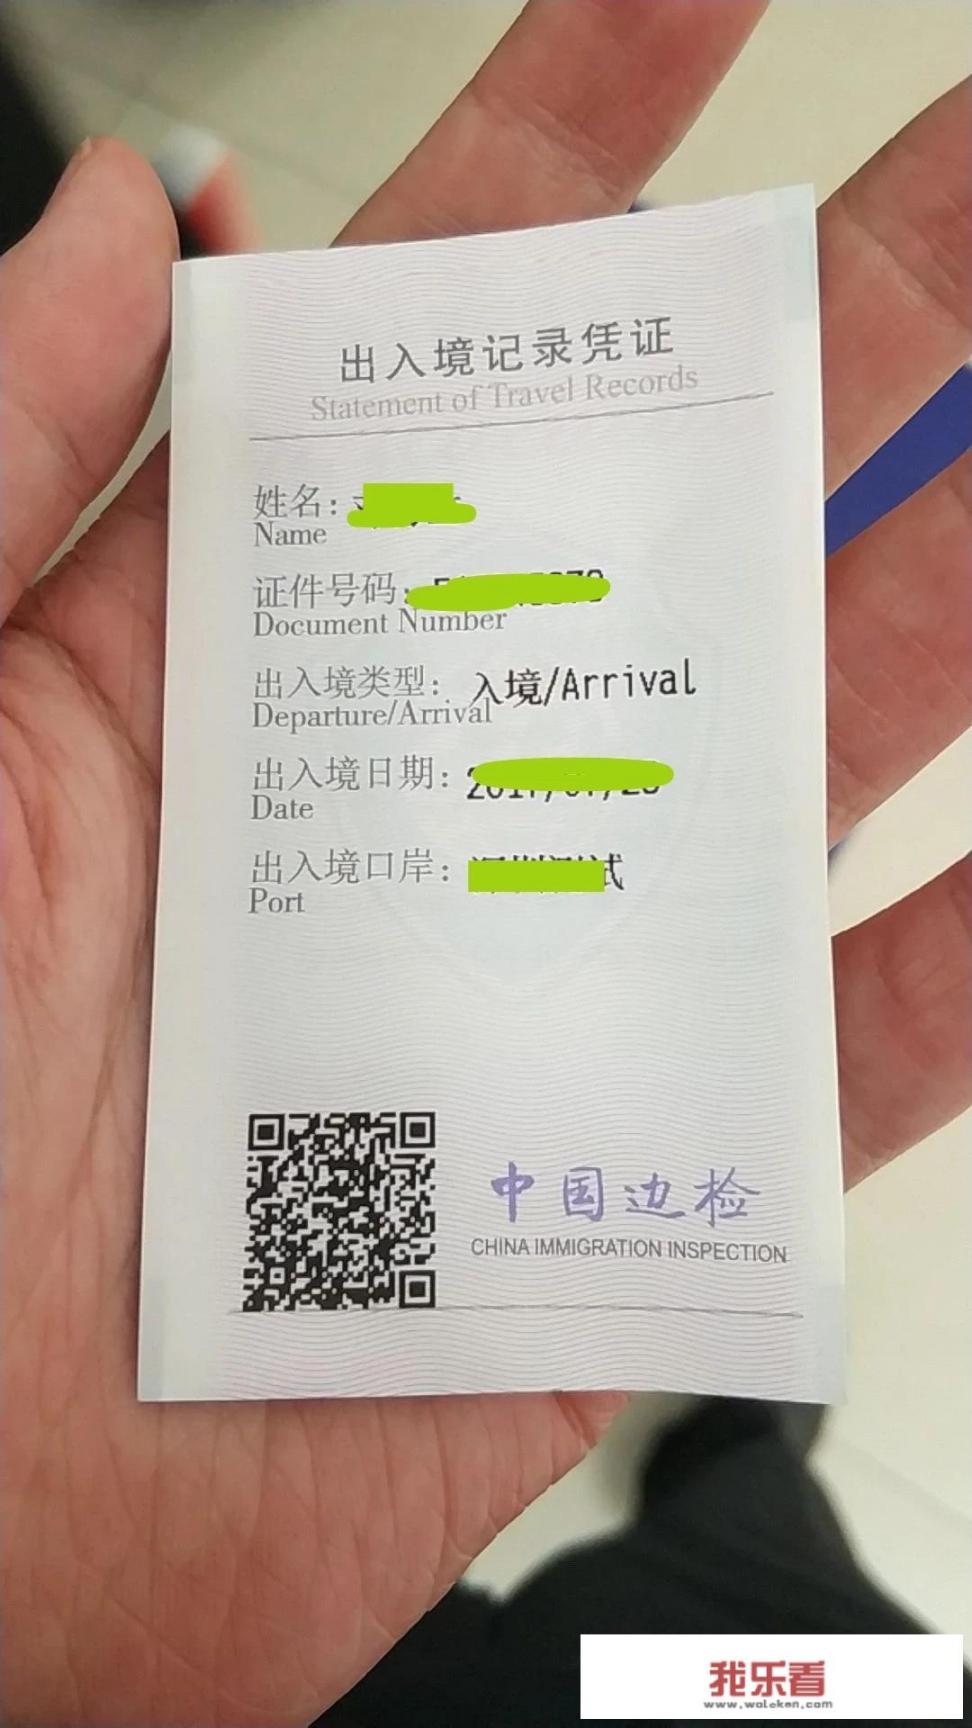 出入境记录凭证
Statement of Travel Records
姓名:
Name
证件号码:
Document Number
出入境类型: 入境/Arrival
Departure/Arrival
出入境日期:
Date
出入境口岸: 试
Port
中国边检
CHINA IMMIGRATION INSPECTION
我乐看
www.woleken.com